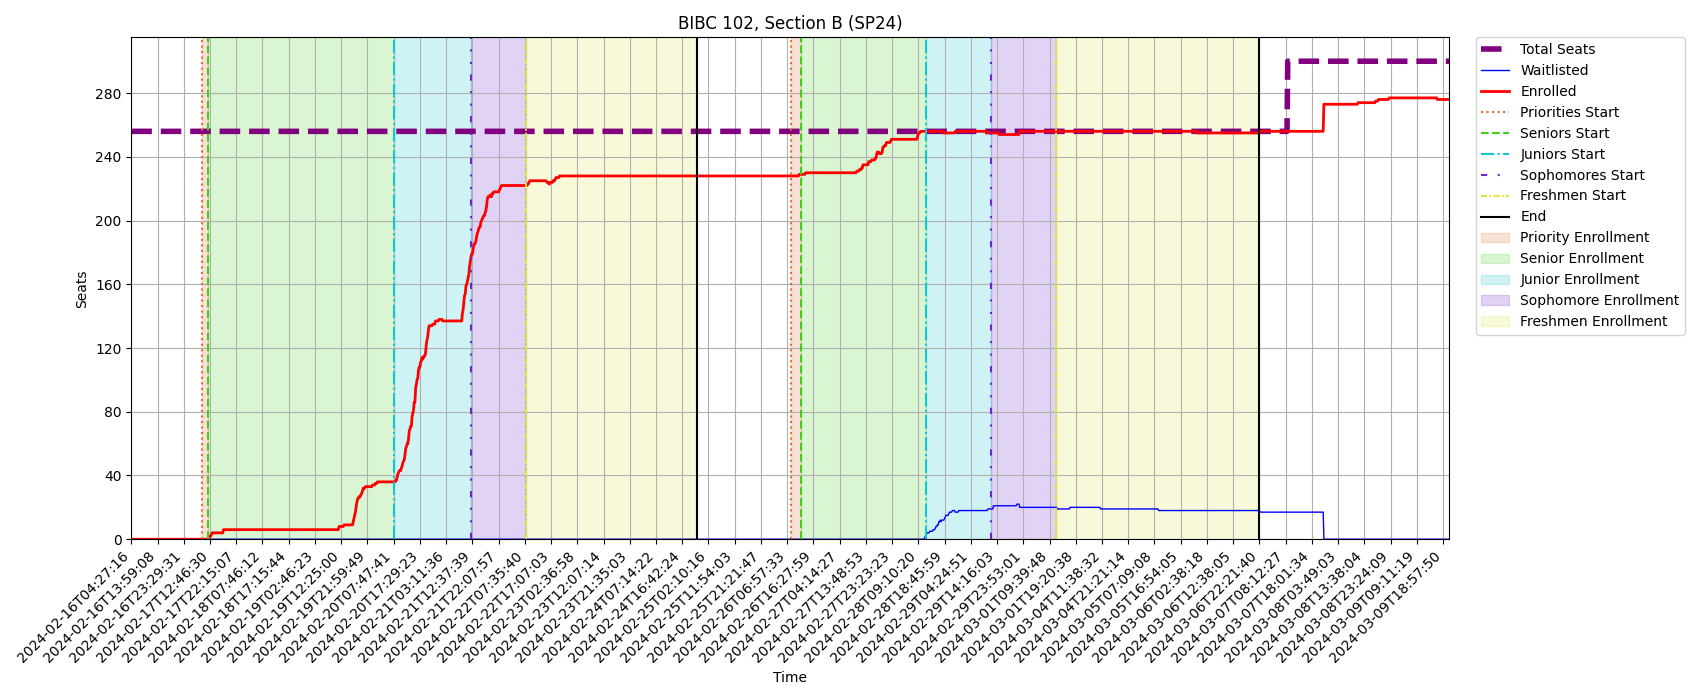 BIBC 102, Section B (SP24)
Seats
280
240
200
160
120
80
40
0
2024-02-16T04:27:16
2024-02-16T13:59:08
2024-02-16T23:29:31
2024-02-17T12:46:30
2024-02-17T22:15:07
2024-02-18T07:46:12
2024-02-18T17:15:44
2024-02-19T02:46:23
2024-02-19T12:25:00
2024-02-19T21:59:49
2024-02-20T07:47:41
2024-02-20T17:29:23
2024-02-21T03:11:36
2024-02-21T12:37:39
2024-02-21T22:07:57
2024-02-22T07:35:40
2024-02-22T17:07:03
2024-02-23T02:36:58
2024-02-23T12:07:14
2024-02-23T21:35:03
2024-02-24T07:14:22
2024-02-24T16:42:24
2024-02-25T02:10:16
2024-02-25T11:54:03
2024-02-25T21:21:47
2024-02-26T06:57:33
2024-02-26T16:27:59
2024-02-27T04:14:27
2024-02-27T13:48:53
2024-02-27T23:23:23
2024-02-28T09:10:20
2024-02-28T18:45:59
2024-02-29T04:24:51
2024-02-29T14:16:03
2024-02-29T23:53:01
2024-03-01T09:39:48
2024-03-01T19:20:38
2024-03-04T11:38:32
2024-03-04T21:21:14
2024-03-05T07:09:08
2024-03-05T16:54:05
2024-03-06T02:38:18
2024-03-06T12:38:05
2024-03-06T22:21:40
2024-03-07T08:12:27
2024-03-07T18:01:34
2024-03-08T03:49:03
2024-03-08T13:38:04
2024-03-08T23:24:09
2024-03-09T09:11:19
2024-03-09T18:57:50
Time
Total Seats
Waitlisted
Enrolled
Priorities Start
Seniors Start
Juniors Start
Sophomores Start
Freshmen Start
End
Priority Enrollment
Senior Enrollment
Junior Enrollment
Sophomore Enrollment
Freshmen Enrollment